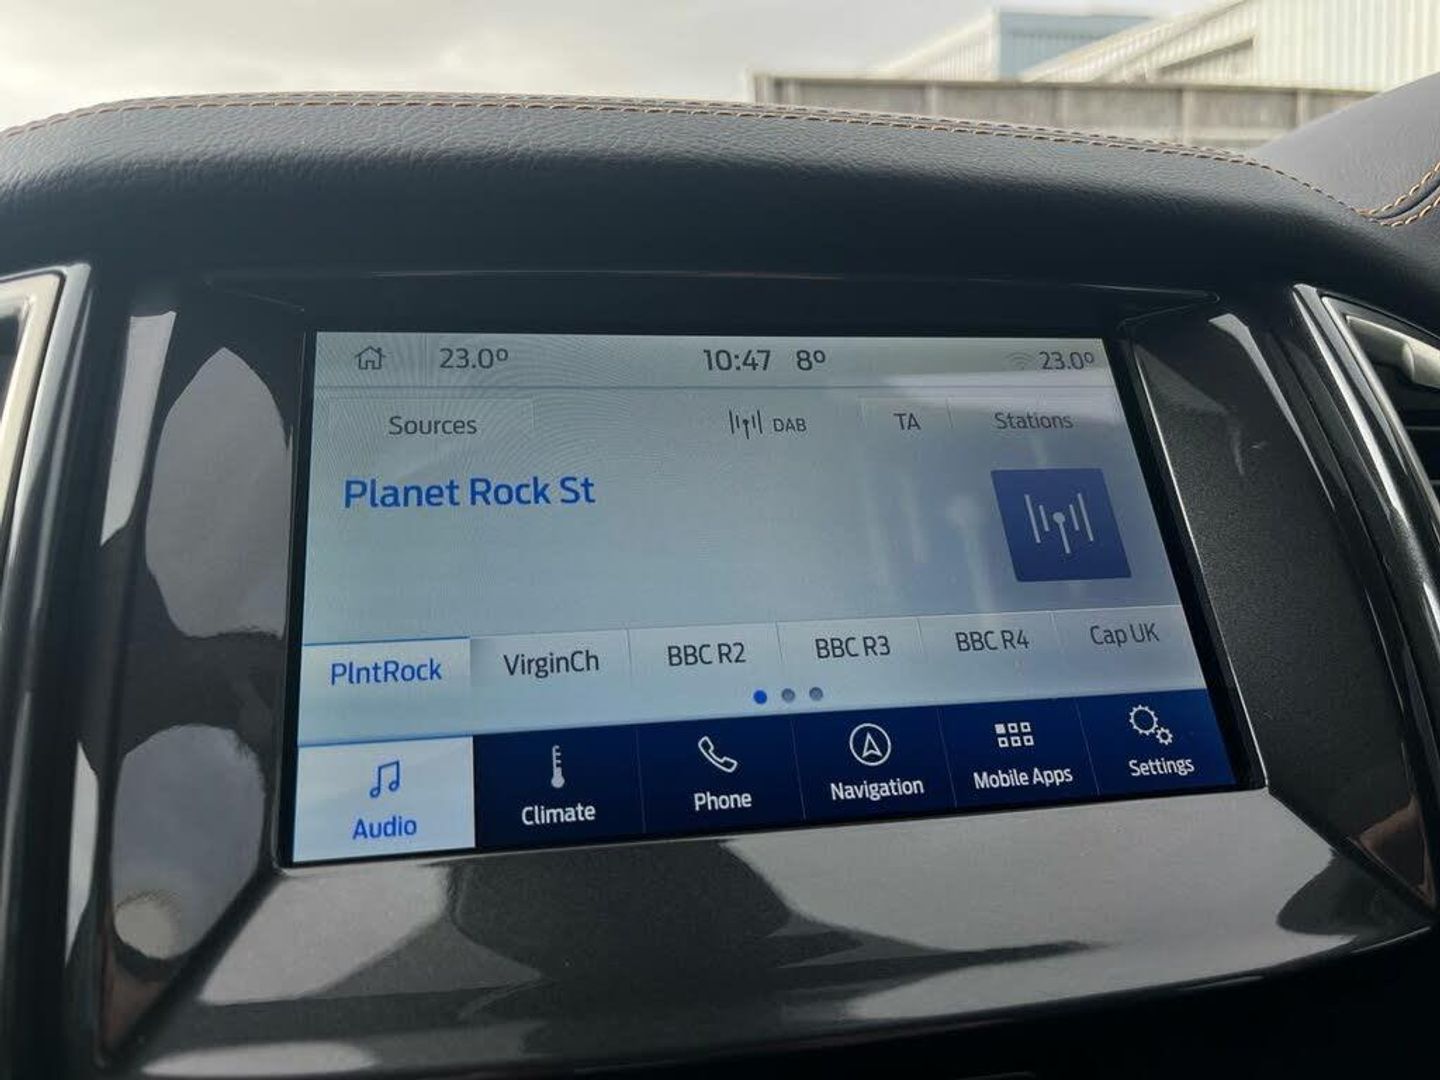 23.0° 10:47 8° 23.0°
Sources DAB TA Stations
Planet Rock St
PlntRock VirginCh BBC R2 BBC R3 BBC R4 Cap UK
Audio Climate Phone Navigation Mobile Apps Settings